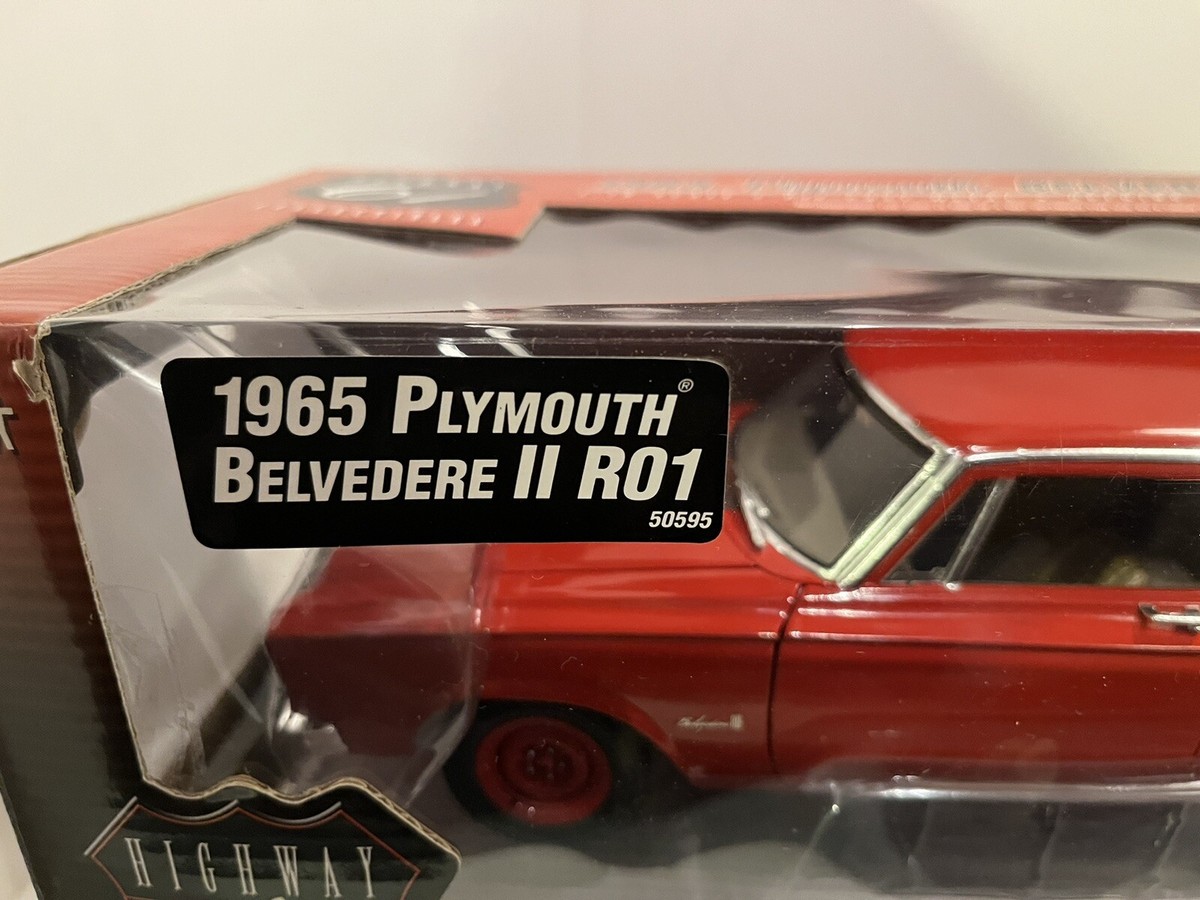 1965 PLYMOUTH®
BELVEDERE II R01
50595
HIGHWAY